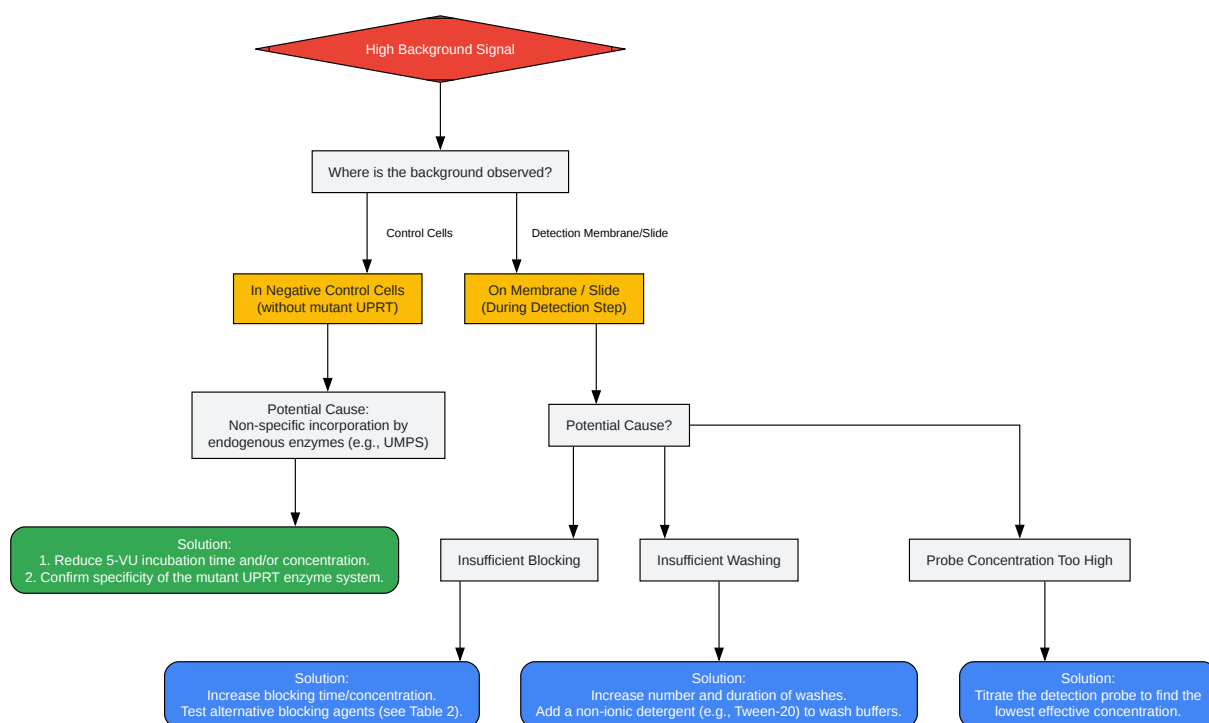 High Background Signal
Where is the background observed?
Control Cells
Detection Membrane/Slide
In Negative Control Cells
(without mutant UPRT)
On Membrane / Slide
(During Detection Step)
Potential Cause:
Non-specific incorporation by
endogenous enzymes (e.g., UMPS)
Potential Cause?
Solution:
1. Reduce 5-VU incubation time and/or concentration.
2. Confirm specificity of the mutant UPRT enzyme system.
Insufficient Blocking
Insufficient Washing
Probe Concentration Too High
Solution:
Increase blocking time/concentration.
Test alternative blocking agents (see Table 2).
Solution:
Increase number and duration of washes.
Add a non-ionic detergent (e.g., Tween-20) to wash buffers.
Solution:
Titrate the detection probe to find the
lowest effective concentration.